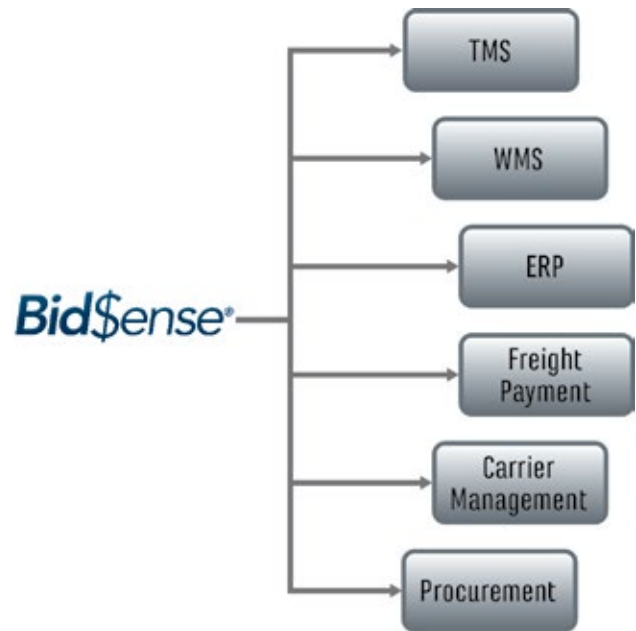 TMS
WMS
ERP
Bid$ense®
Freight
Payment
Carrier
Management
Procurement